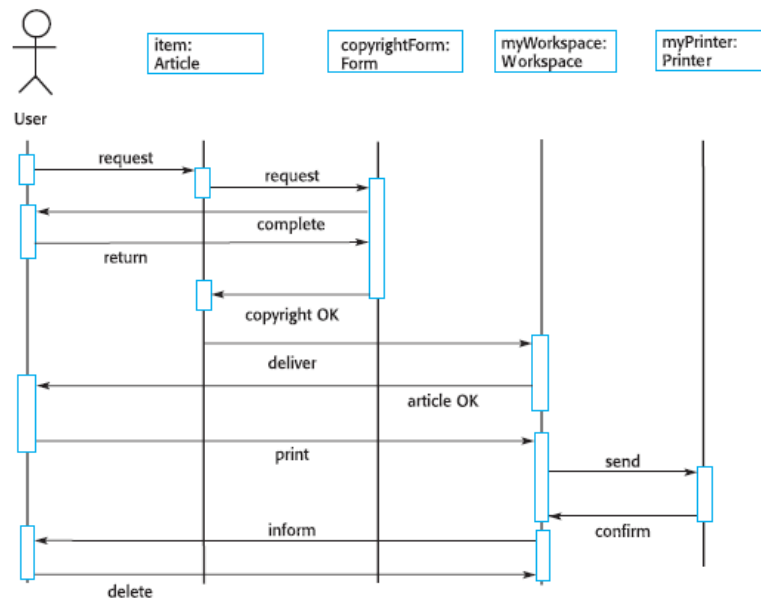 item:
Article
copyrightForm:
Form
myWorkspace:
Workspace
myPrinter:
Printer
User
request
request
complete
return
copyright OK
deliver
article OK
print
send
confirm
inform
delete